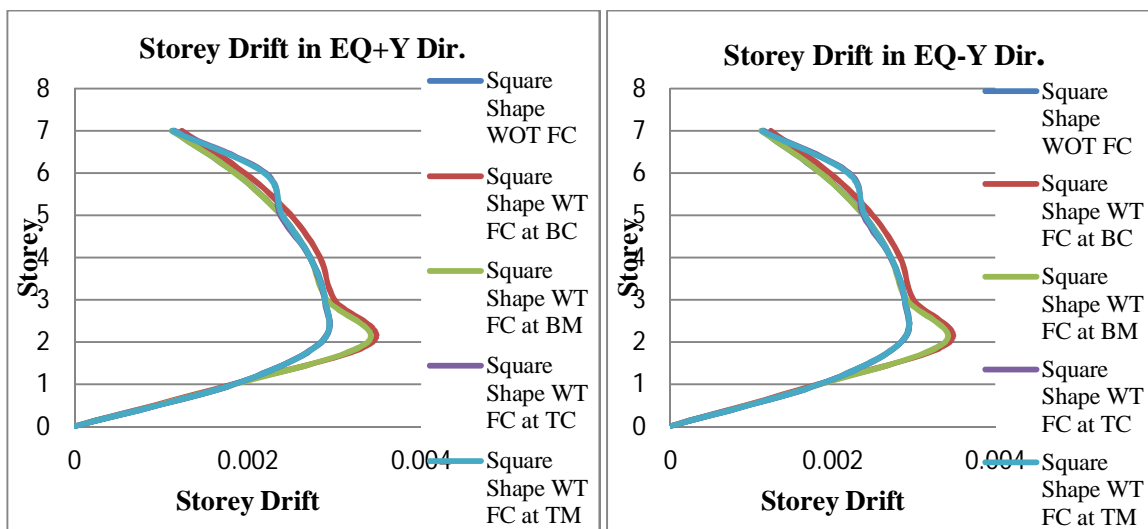 Storey Drift in EQ+Y Dir.
8
7
6
5
4
3
2
1
0
Storey
0
0.002
0.004
Storey Drift
Square
Shape
WOT FC
Square
Shape WT
FC at BC
Square
Shape WT
FC at BM
Square
Shape WT
FC at TC
Square
Shape WT
FC at TM
Storey Drift in EQ-Y Dir.
8
7
6
5
4
3
2
1
0
Storey
0
0.002
0.004
Storey Drift
Square
Shape
WOT FC
Square
Shape WT
FC at BC
Square
Shape WT
FC at BM
Square
Shape WT
FC at TC
Square
Shape WT
FC at TM